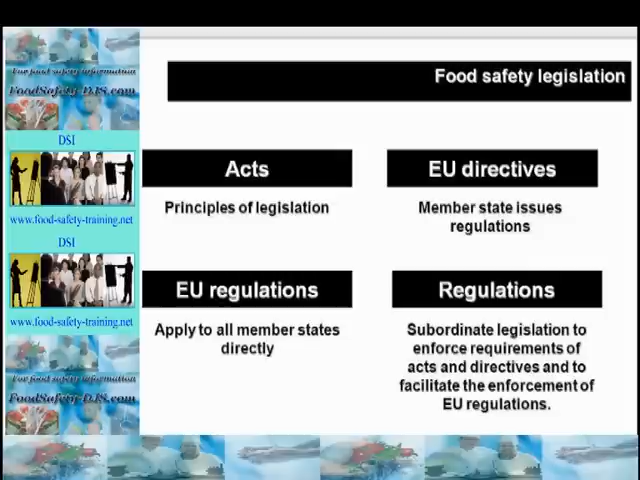 Food safety legislation
For food safety information
FoodSafety-DJS.com
DSI
www.food-safety-training.net
DSI
www.food-safety-training.net
For food safety information
FoodSafety-DJS.com
Acts
Principles of legislation
EU directives
Member state issues
regulations
EU regulations
Apply to all member states
directly
Regulations
Subordinate legislation to
enforce requirements of
acts and directives and to
facilitate the enforcement of
EU regulations.